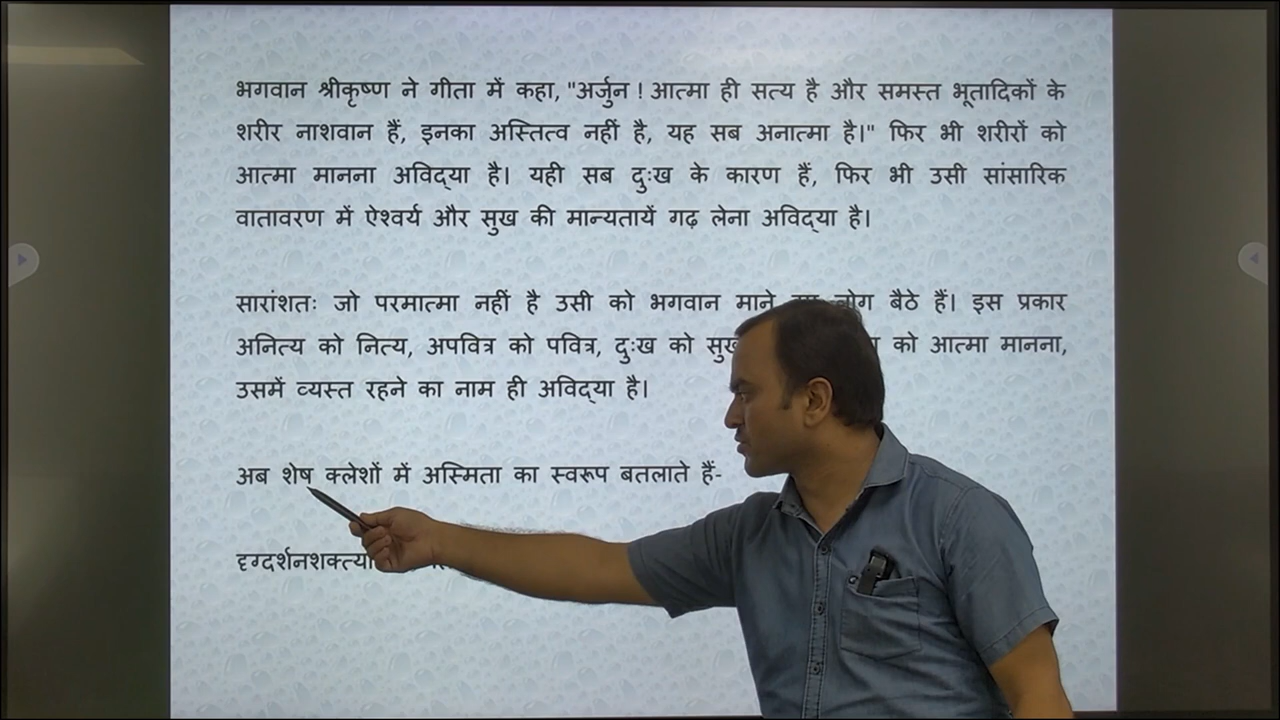 भगवान श्रीकृष्ण ने गीता में कहा, "अर्जुन ! आत्मा ही सत्य है और समस्त भूतादिकों के
शरीर नाशवान हैं, इनका अस्तित्व नहीं है, यह सब अनात्मा है।" फिर भी शरीरों को
आत्मा मानना अविद्‌या है। यही सब दुःख के कारण हैं, फिर भी उसी सांसारिक
वातावरण में ऐश्वर्य और सुख की मान्यतायें गढ़ लेना अविद्‌या है।
सारांशतः जो परमात्मा नहीं है उसी को भगवान माने लोग बैठे हैं। इस प्रकार
अनित्य को नित्य, अपवित्र को पवित्र, दुःख को को आत्मा मानना,
उसमें व्यस्त रहने का नाम ही अविद्‌या है।
अब शेष क्लेशों में अस्मिता का स्वरूप बतलाते हैं-